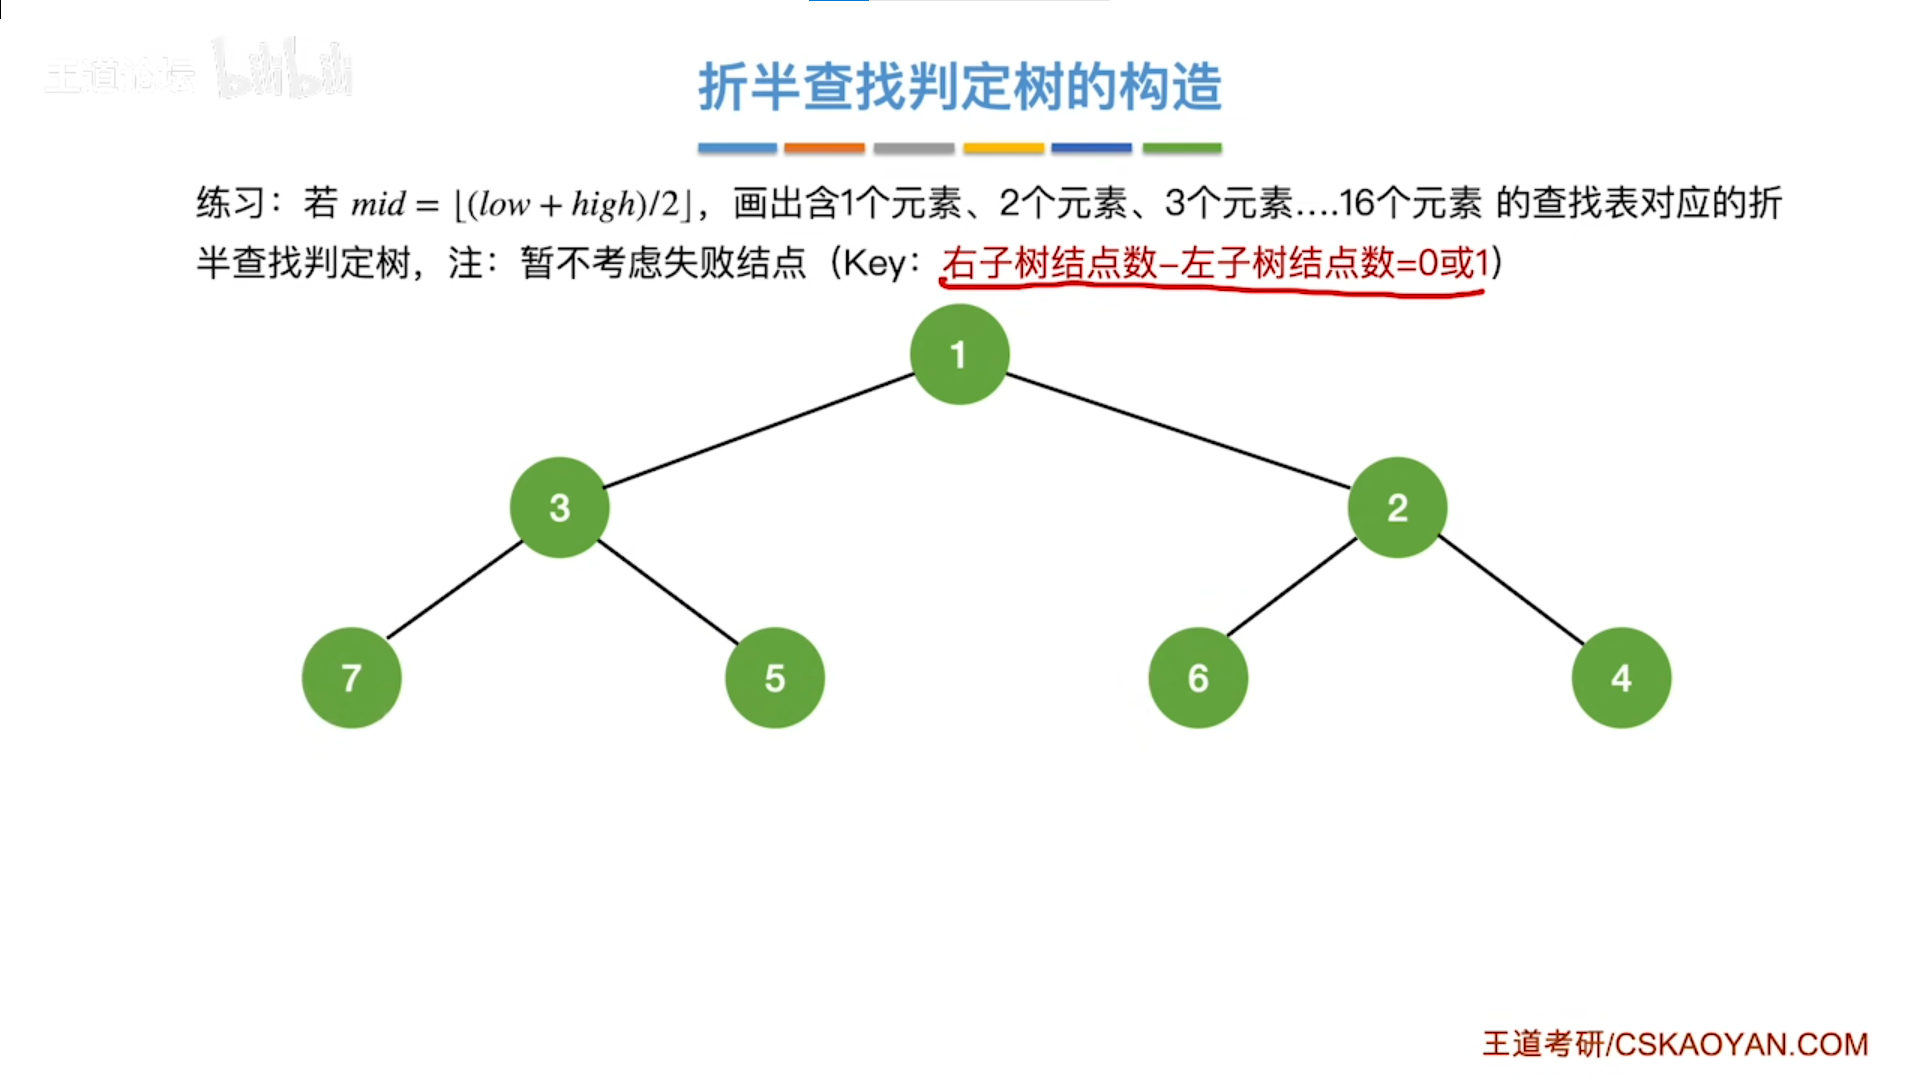 王道论坛 bilibili
折半查找判定树的构造
练习：若 mid = ⌊(low + high)/2⌋，画出含1个元素、2个元素、3个元素....16个元素 的查找表对应的折
半查找判定树，注：暂不考虑失败结点（Key：右子树结点数–左子树结点数=0或1）
1
3 2
7 5 6 4
王道考研/CSKAOYAN.COM